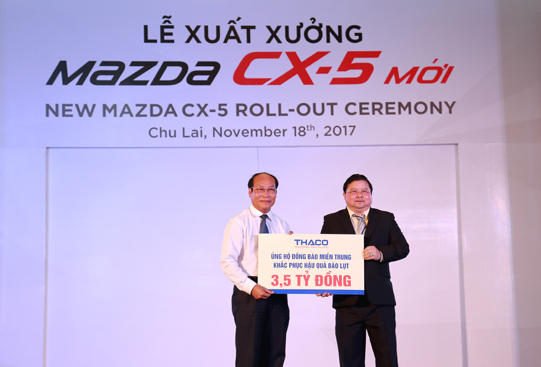 LỄ XUẤT XƯỞNG
mazda CX-5 MỚI
NEW MAZDA CX-5 ROLL-OUT CEREMONY
Chu Lai, November 18th, 2017
THACO
ỦNG HỘ ĐỒNG BÀO MIỀN TRUNG
KHẮC PHỤC HẬU QUẢ BÃO LỤT
3,5 TỶ ĐỒNG